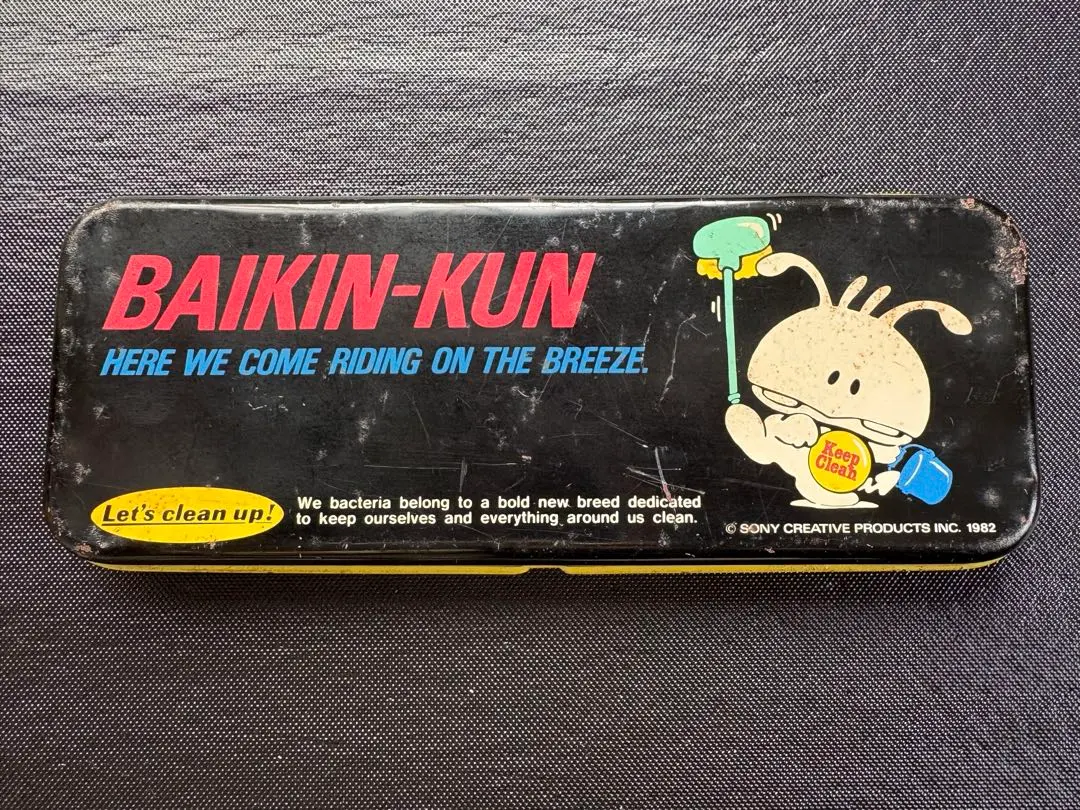 BAIKIN-KUN
HERE WE COME RIDING ON THE BREEZE.
Keep
Clean
Let's clean up!
We bacteria belong to a bold new breed dedicated
to keep ourselves and everything around us clean.
© SONY CREATIVE PRODUCTS INC. 1982